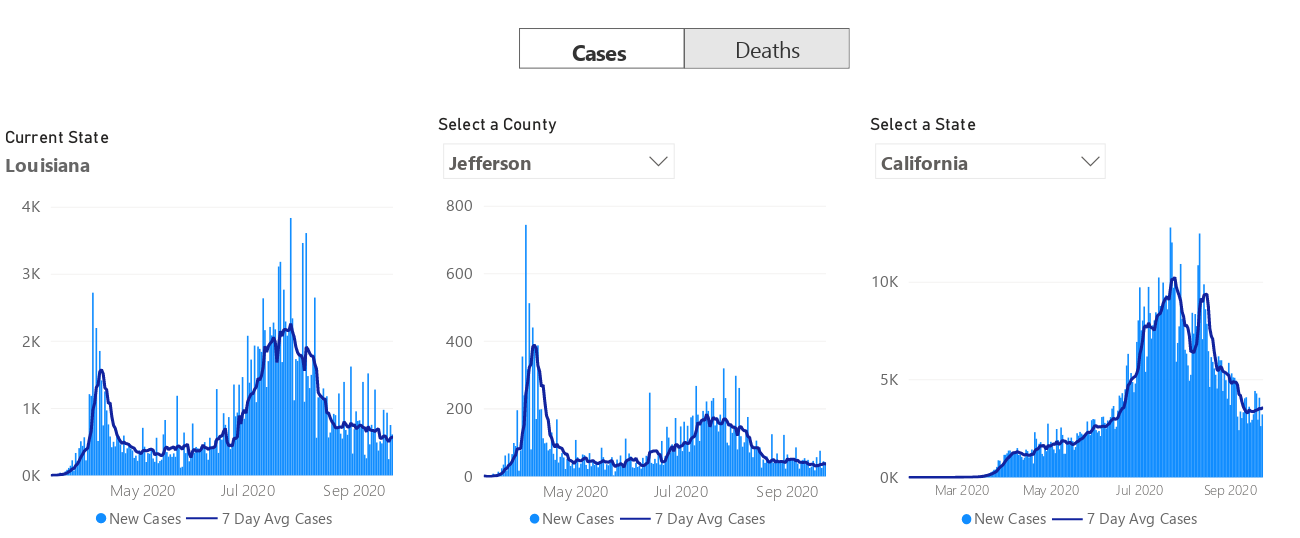 Cases Deaths
Current State
Louisiana
4K
3K
2K
1K
0K
May 2020 Jul 2020 Sep 2020
New Cases 7 Day Avg Cases
Select a County
Jefferson
800
600
400
200
0
May 2020 Jul 2020 Sep 2020
New Cases 7 Day Avg Cases
Select a State
California
10K
5K
0K
Mar 2020 May 2020 Jul 2020 Sep 2020
New Cases 7 Day Avg Cases